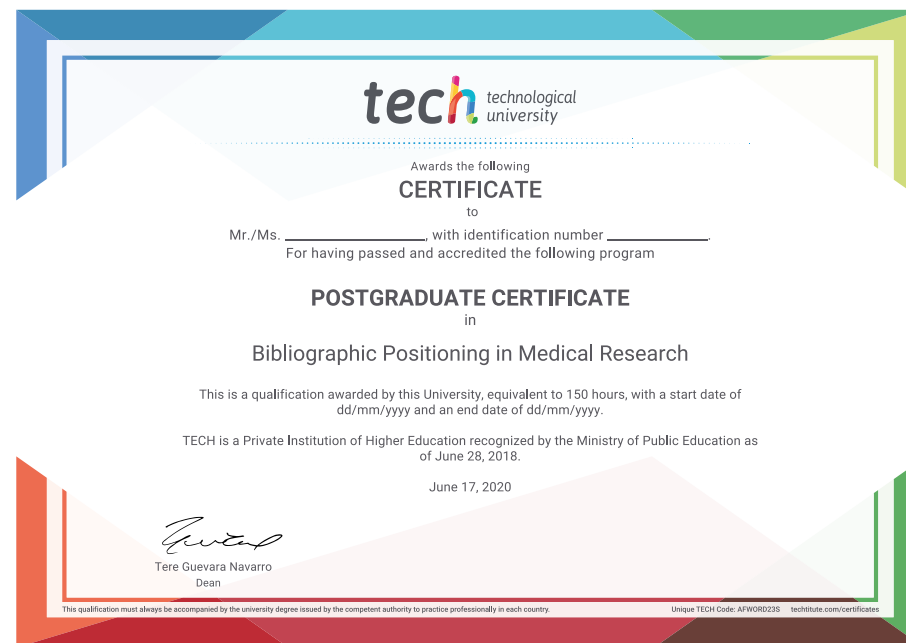 tech technological
university
Awards the following
CERTIFICATE
to
Mr./Ms. ____________________, with identification number ______________.
For having passed and accredited the following program
POSTGRADUATE CERTIFICATE
in
Bibliographic Positioning in Medical Research
This is a qualification awarded by this University, equivalent to 150 hours, with a start date of
dd/mm/yyyy and an end date of dd/mm/yyyy.
TECH is a Private Institution of Higher Education recognized by the Ministry of Public Education as
of June 28, 2018.
June 17, 2020
Tere Guevara Navarro
Dean
This qualification must always be accompanied by the university degree issued by the competent authority to practice professionally in each country.
Unique TECH Code: AFWORD23S techtitute.com/certificates